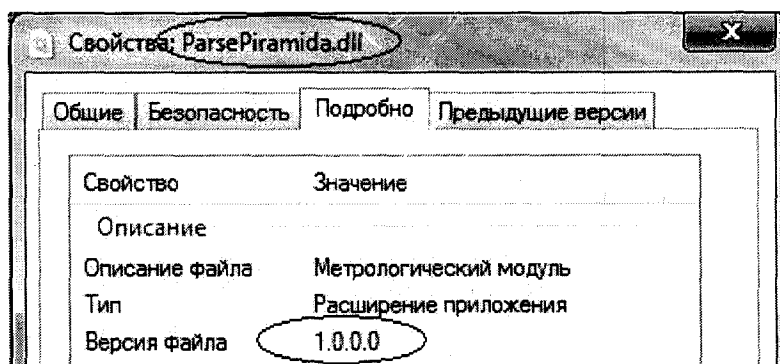 Свойства: ParsePiramida.dll
Общие Безопасность Подробно Предыдущие версии
Свойство Значение
Описание
Описание файла Метрологический модуль
Тип Расширение приложения
Версия файла 1.0.0.0